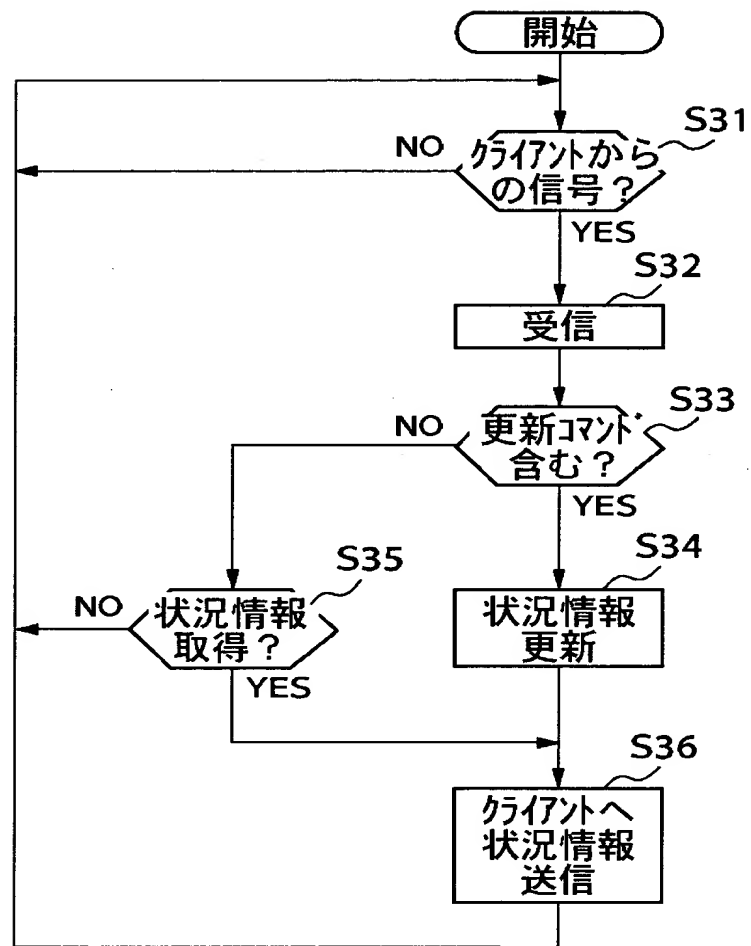 開始
S31
NO
ｸﾗｲｱﾝﾄから
の信号？
YES
S32
受信
S33
NO
更新ｺﾏﾝﾄﾞ
含む？
YES
S35
S34
NO
状況情報
取得？
YES
状況情報
更新
S36
ｸﾗｲｱﾝﾄへ
状況情報
送信